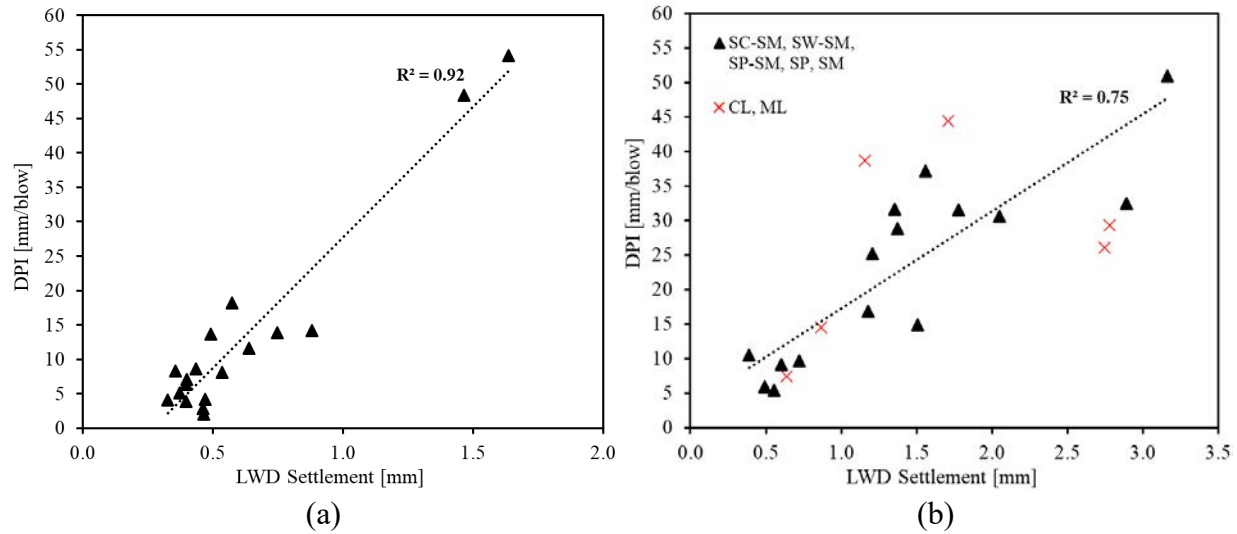 60
55
50
45
40
35
30
25
20
15
10
5
0
DPI [mm/blow]
R² = 0.92
0.0 0.5 1.0 1.5 2.0
LWD Settlement [mm]
(a)
60
55
50
45
40
35
30
25
20
15
10
5
0
DPI [mm/blow]
SC-SM, SW-SM,
SP-SM, SP, SM
CL, ML
R² = 0.75
0.0 0.5 1.0 1.5 2.0 2.5 3.0 3.5
LWD Settlement [mm]
(b)